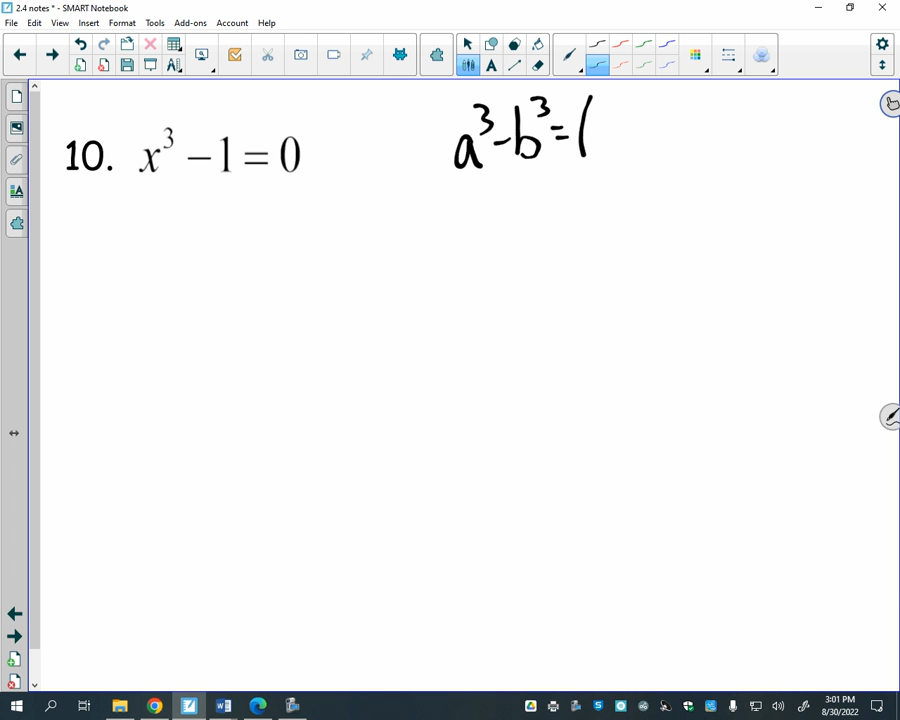 2.4 notes * - SMART Notebook
File Edit View Insert Format Tools Add-ons Account Help
10. x³ − 1 = 0
a³-b³=(
3:01 PM
8/30/2022